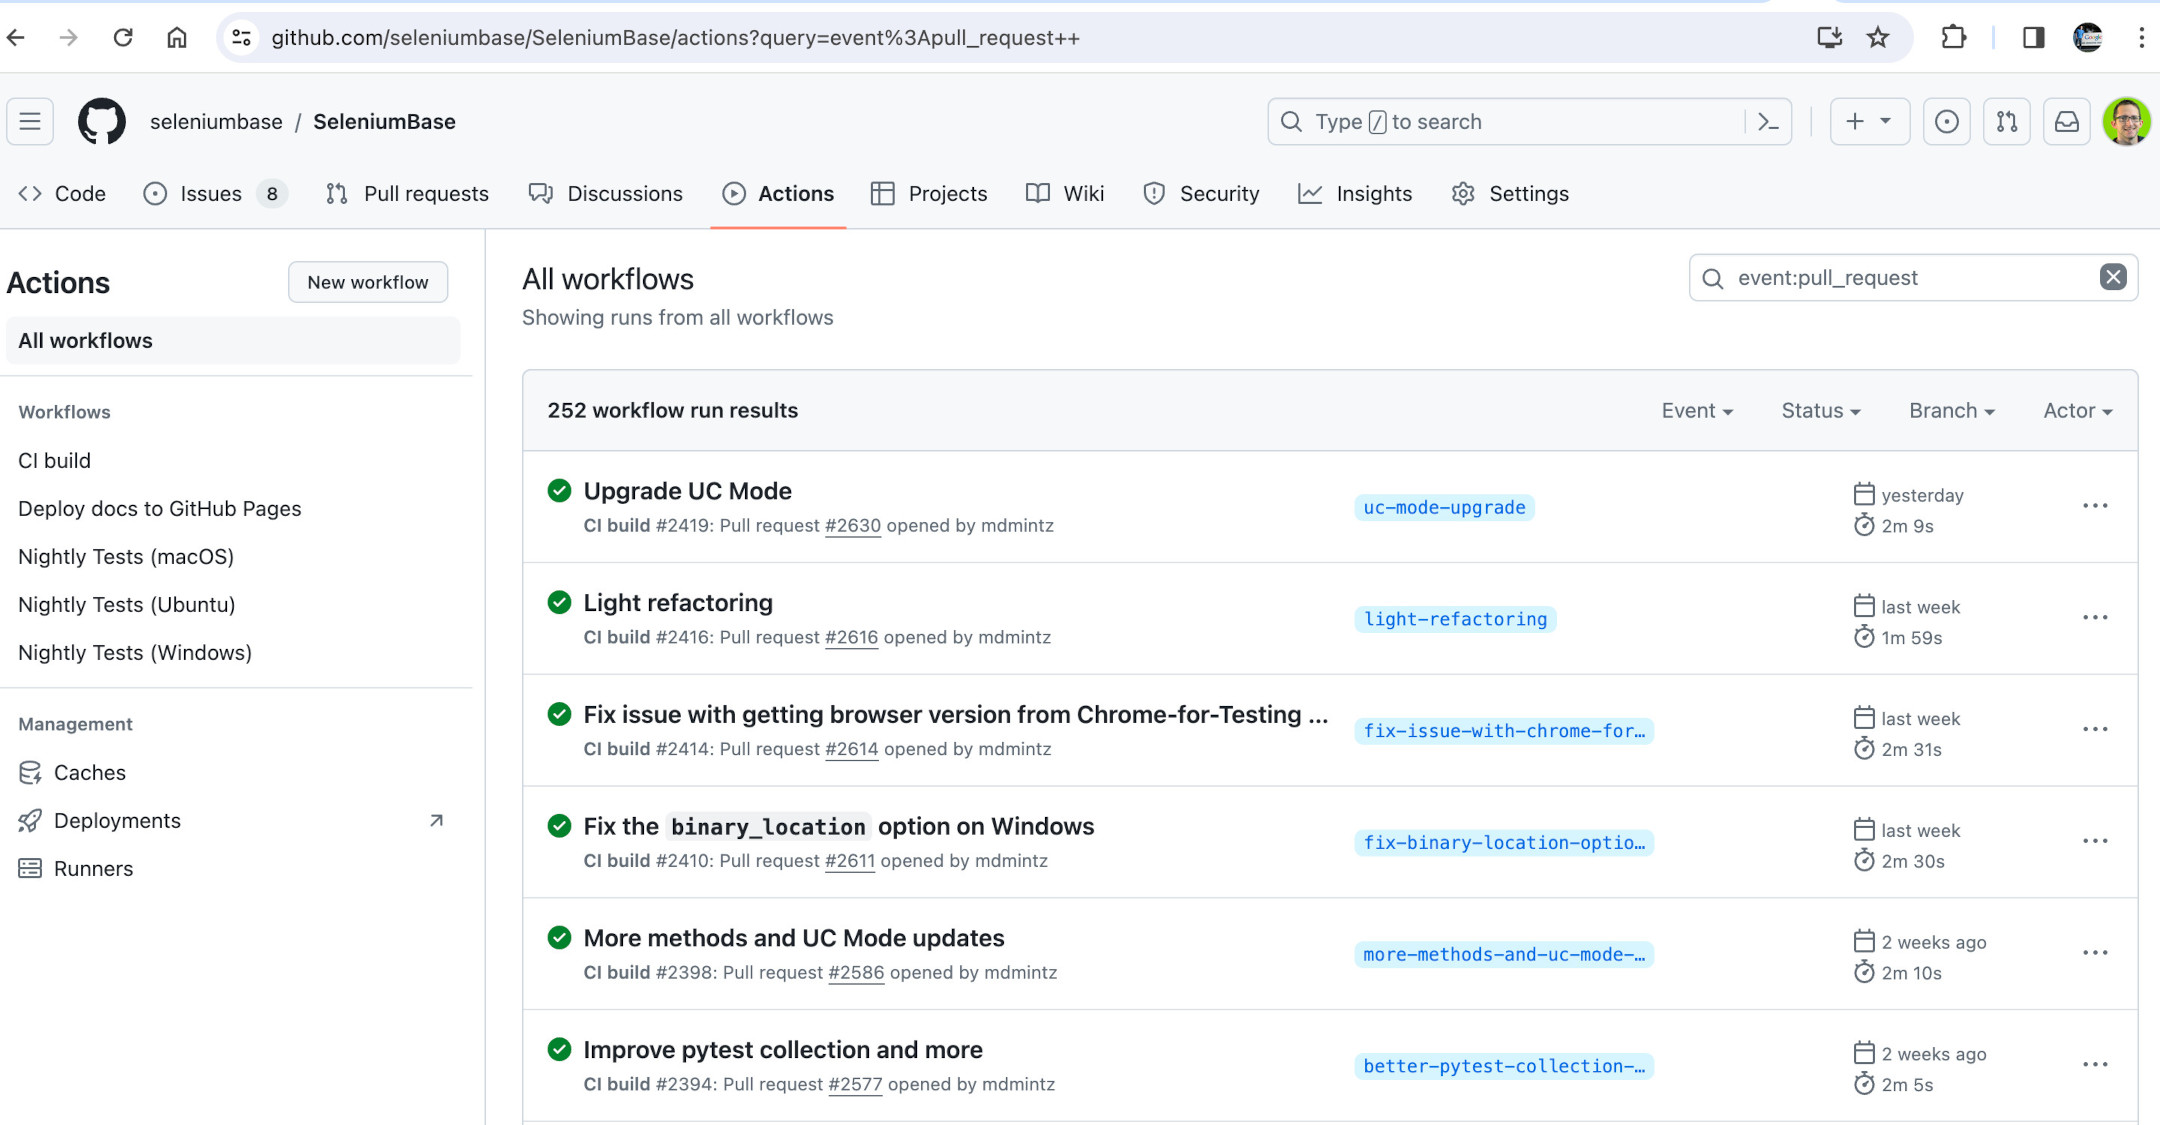 github.com/seleniumbase/SeleniumBase/actions?query=event%3Apull_request++
seleniumbase / SeleniumBase
Type / to search
Code
Issues 8
Pull requests
Discussions
Actions
Projects
Wiki
Security
Insights
Settings
Actions
New workflow
All workflows
Workflows
CI build
Deploy docs to GitHub Pages
Nightly Tests (macOS)
Nightly Tests (Ubuntu)
Nightly Tests (Windows)
Management
Caches
Deployments
Runners
All workflows
Showing runs from all workflows
event:pull_request
252 workflow run results
Event
Status
Branch
Actor
Upgrade UC Mode
CI build #2419: Pull request #2630 opened by mdmintz
uc-mode-upgrade
yesterday
2m 9s
Light refactoring
CI build #2416: Pull request #2616 opened by mdmintz
light-refactoring
last week
1m 59s
Fix issue with getting browser version from Chrome-for-Testing ...
CI build #2414: Pull request #2614 opened by mdmintz
fix-issue-with-chrome-for…
last week
2m 31s
Fix the binary_location option on Windows
CI build #2410: Pull request #2611 opened by mdmintz
fix-binary-location-optio…
last week
2m 30s
More methods and UC Mode updates
CI build #2398: Pull request #2586 opened by mdmintz
more-methods-and-uc-mode-…
2 weeks ago
2m 10s
Improve pytest collection and more
CI build #2394: Pull request #2577 opened by mdmintz
better-pytest-collection-…
2 weeks ago
2m 5s